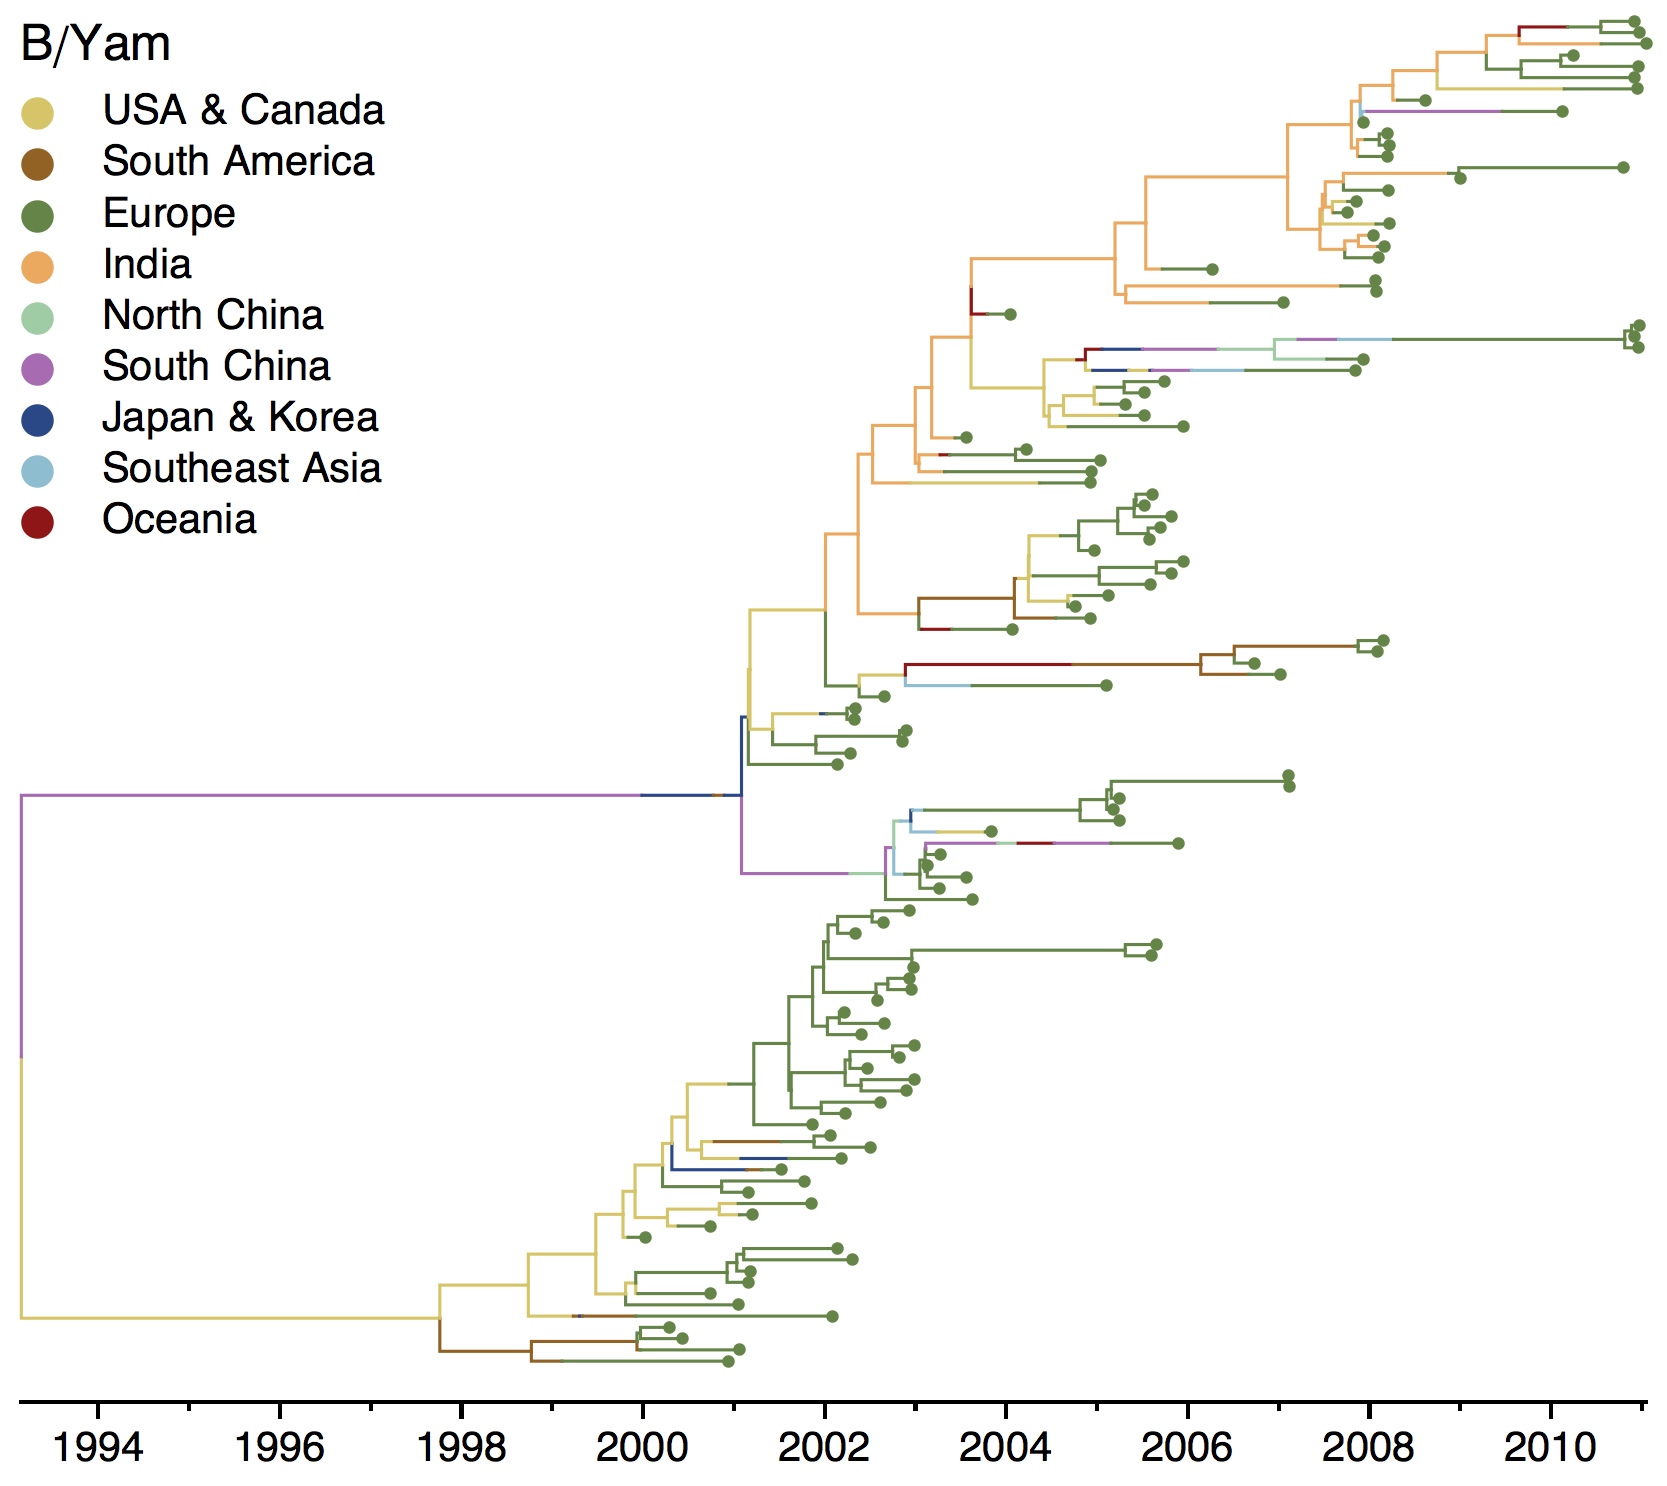 B/Yam
USA & Canada
South America
Europe
India
North China
South China
Japan & Korea
Southeast Asia
Oceania
1994 1996 1998 2000 2002 2004 2006 2008 2010